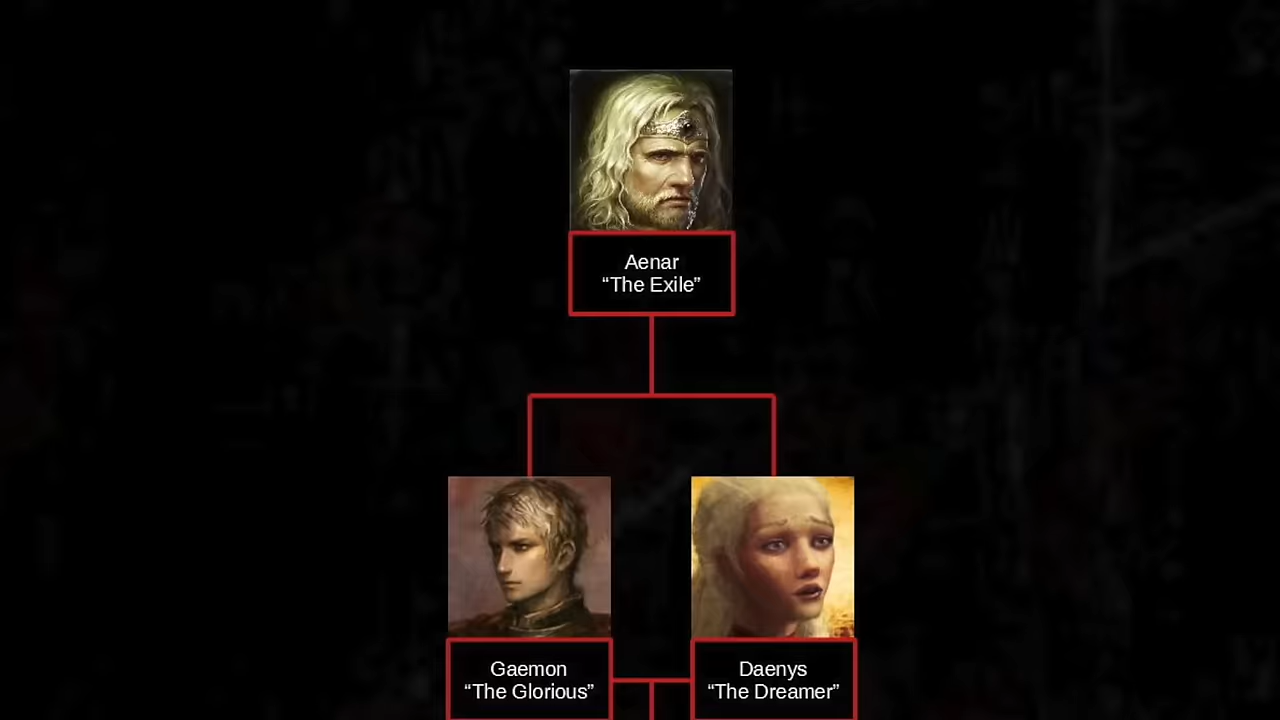 Aenar
“The Exile”
Gaemon
“The Glorious”
Daenys
“The Dreamer”